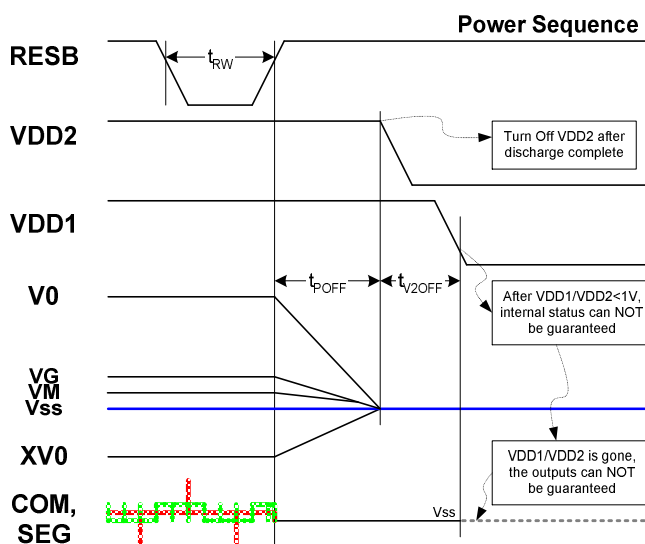 Power Sequence
RESB
tRW
VDD2
Turn Off VDD2 after
discharge complete
VDD1
tPOFF
tV2OFF
V0
After VDD1/VDD2<1V,
internal status can NOT
be guaranteed
VG
VM
Vss
XV0
VDD1/VDD2 is gone,
the outputs can NOT
be guaranteed
COM,
SEG
Vss